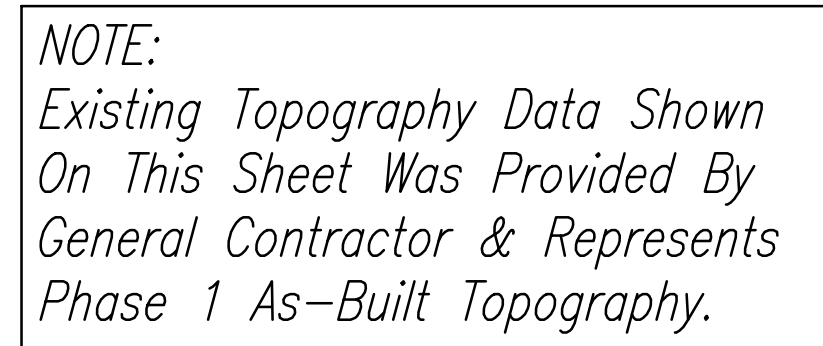 NOTE:
Existing Topography Data Shown
On This Sheet Was Provided By
General Contractor & Represents
Phase 1 As-Built Topography.